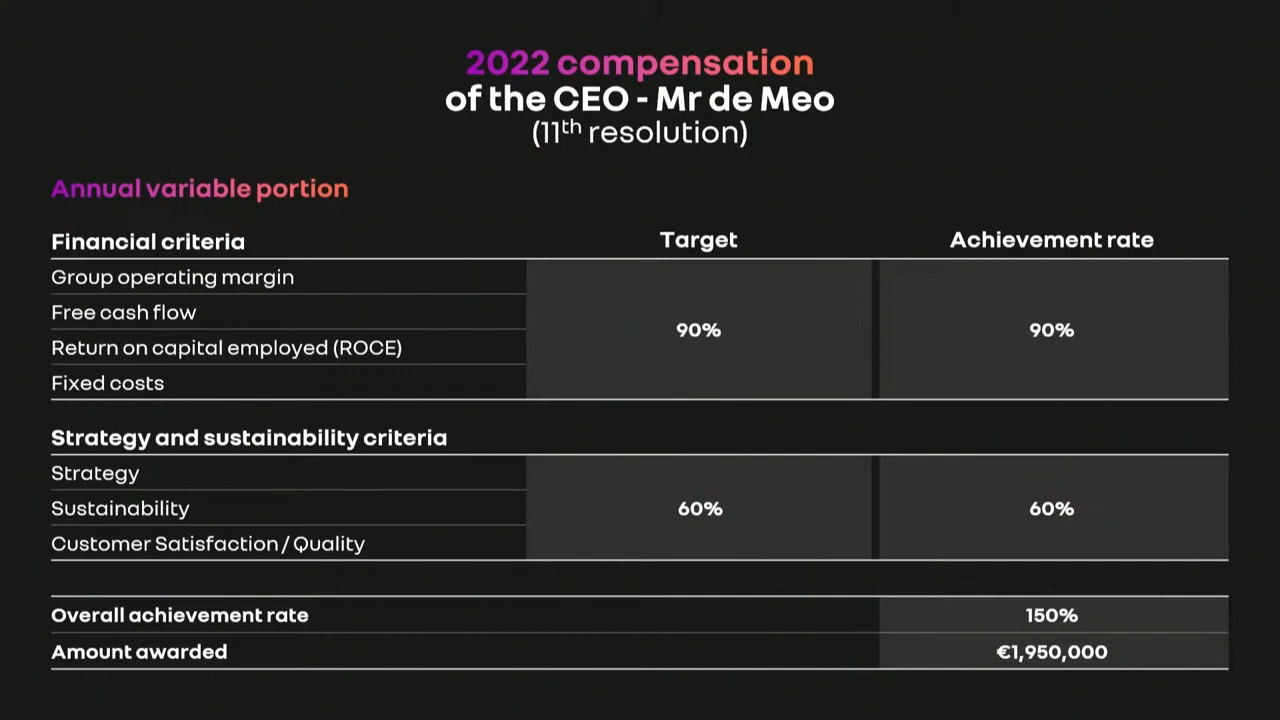 2022 compensation
of the CEO - Mr de Meo
(11th resolution)
Annual variable portion
Financial criteria Target Achievement rate
Group operating margin
Free cash flow
90% 90%
Return on capital employed (ROCE)
Fixed costs
Strategy and sustainability criteria
Strategy
Sustainability 60% 60%
Customer Satisfaction / Quality
Overall achievement rate 150%
Amount awarded €1,950,000